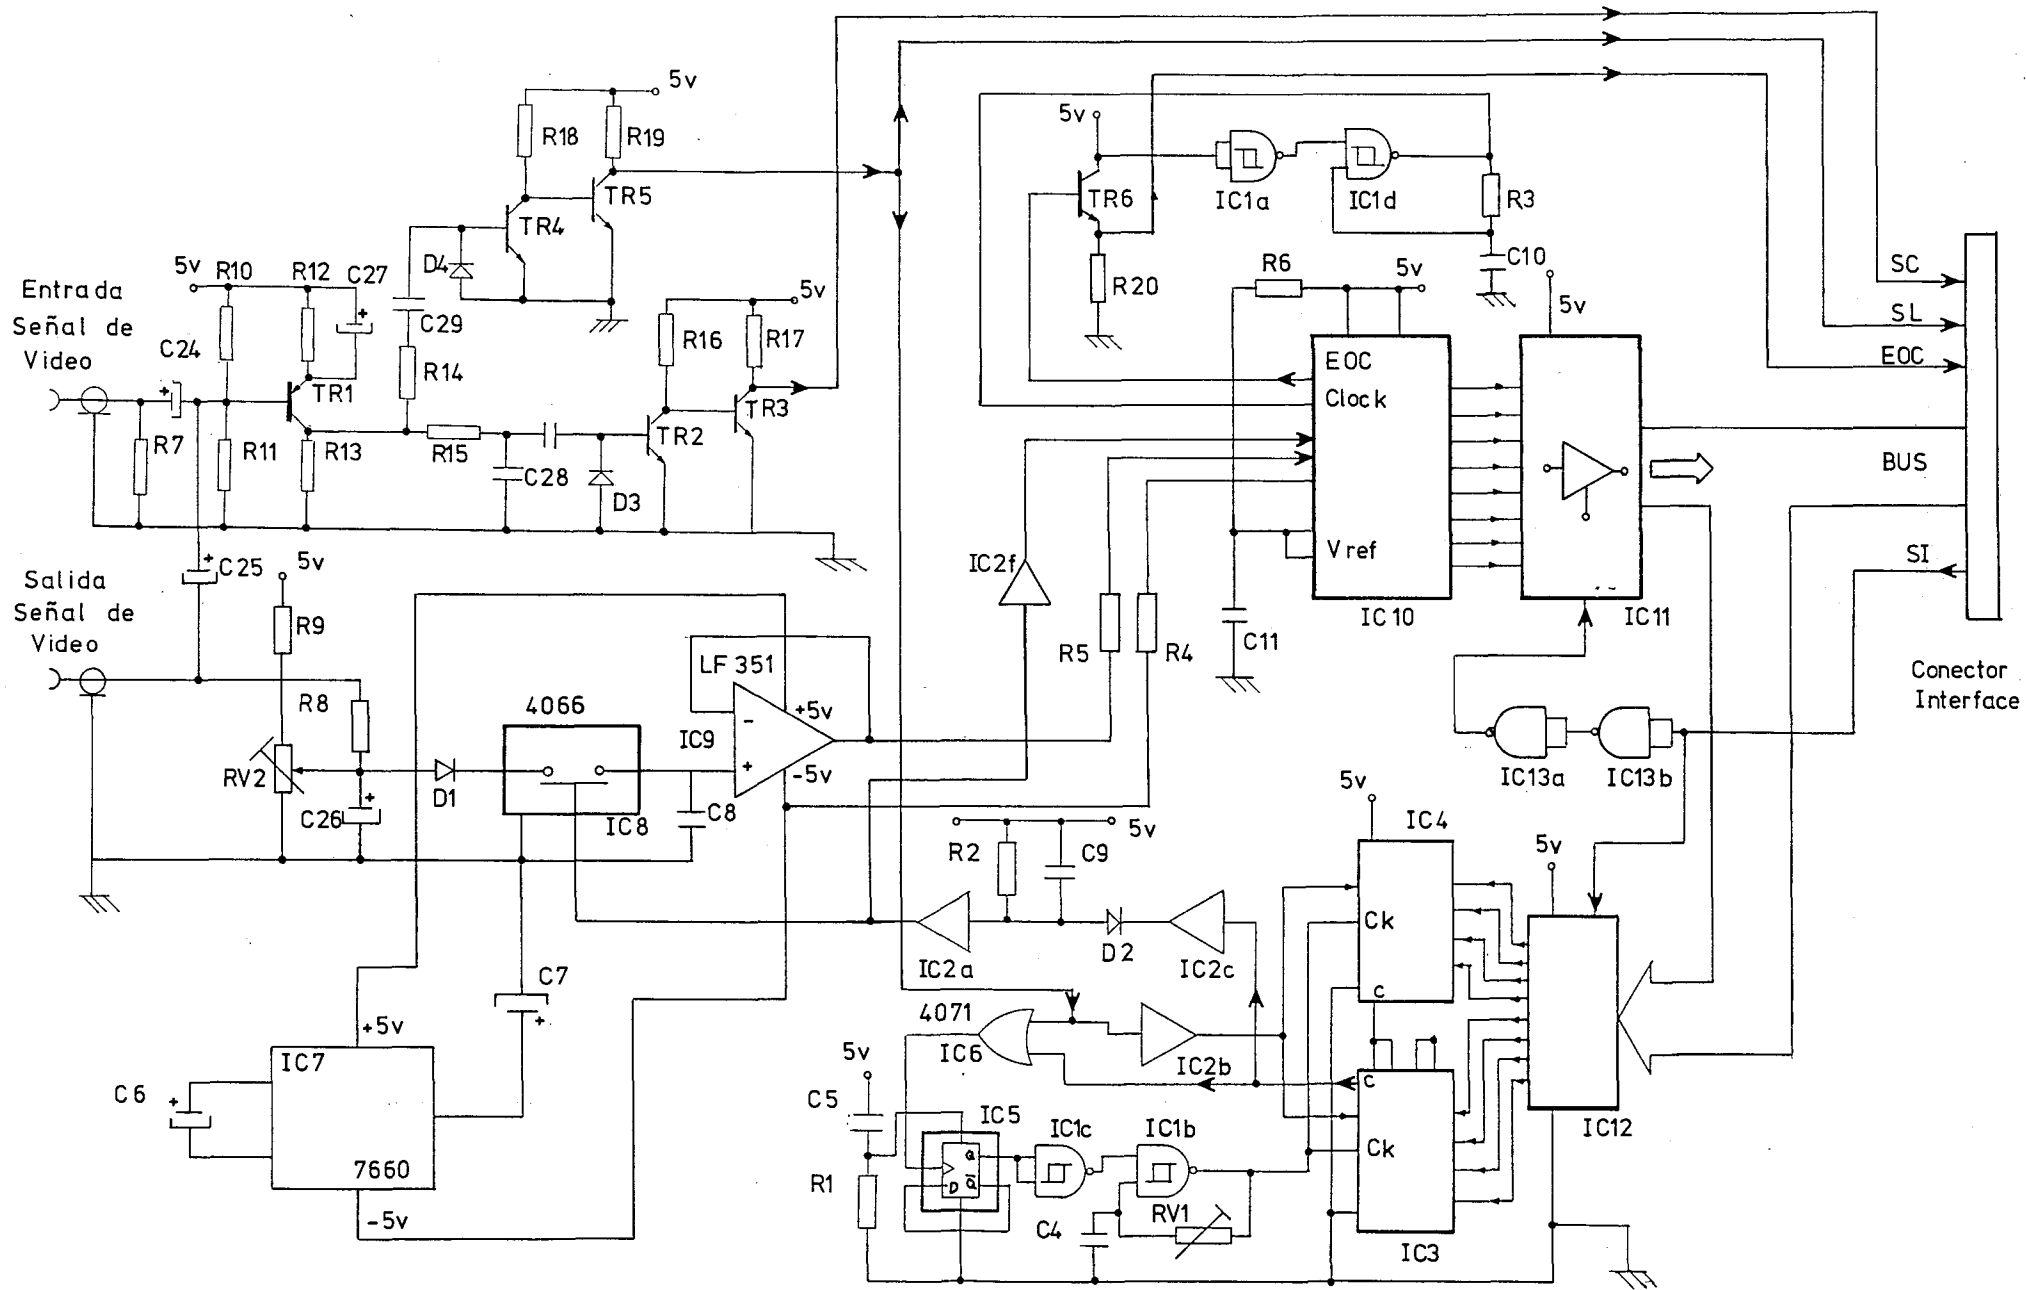 5v
R18
R19
TR5
TR4
D4
5v
R10
R12
C27
Entrada
Señal de
Video
C24
C29
R14
TR1
R7
R11
R13
R15
C28
D3
5v
R16
R17
TR2
TR3
5v
TR6
R20
IC1a
IC1d
R3
C10
R6
5v
5v
EOC
Clock
Vref
IC10
IC11
C11
SC
SL
EOC
BUS
SI
Conector
Interface
Salida
Señal de
Video
C25
5v
R9
R8
RV2
C26
D1
4066
IC8
LF 351
IC9
-
+
+5v
-5v
C8
IC2f
R5
R4
IC13a
IC13b
5v
R2
C9
IC2a
D2
IC2c
C7
+5v
IC7
C6
7660
-5v
4071
IC6
IC2b
5v
C5
R1
IC5
Q
D
Q
IC1c
IC1b
C4
RV1
5v
IC4
Ck
C
C
Ck
IC3
5v
IC12